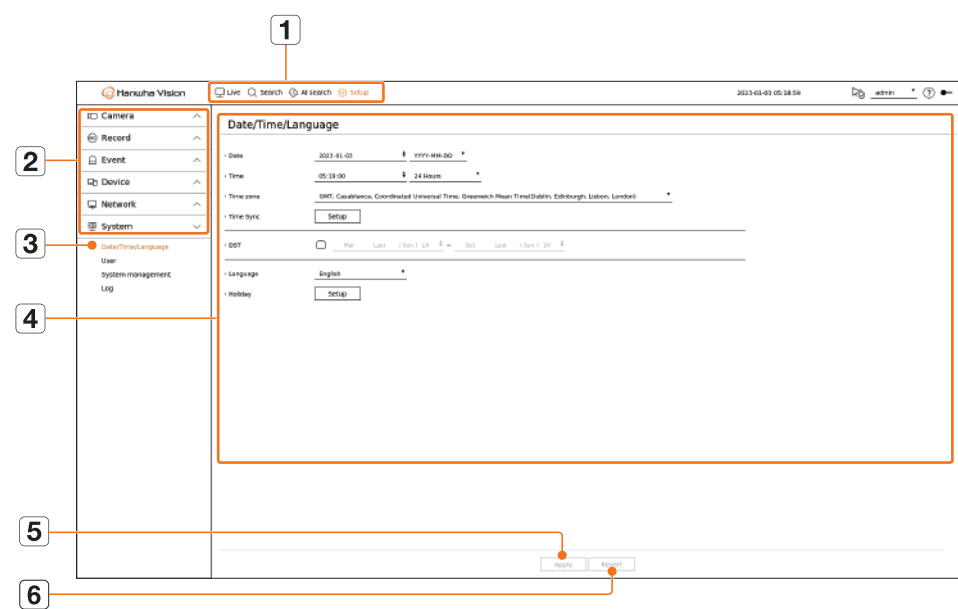 1
Hanwha Vision Live Search AI search Setup 2023-01-03 05:18:59 admin ?
Camera
Date/Time/Language
REC Record
2 Event
Device
Network
System
3 Date/Time/Language
User
System management
Log
4
Date 2023-01-03 YYYY-MM-DD
Time 05:19:00 24 Hours
Time zone GMT, Casablanca, Coordinated Universal Time, Greenwich Mean Time(Dublin, Edinburgh, Lisbon, London)
Time Sync Setup
DST Mar Last (Sun) 1H ~ Oct Last (Sun) 1H
Language English
Holiday Setup
5
Apply Revert
6